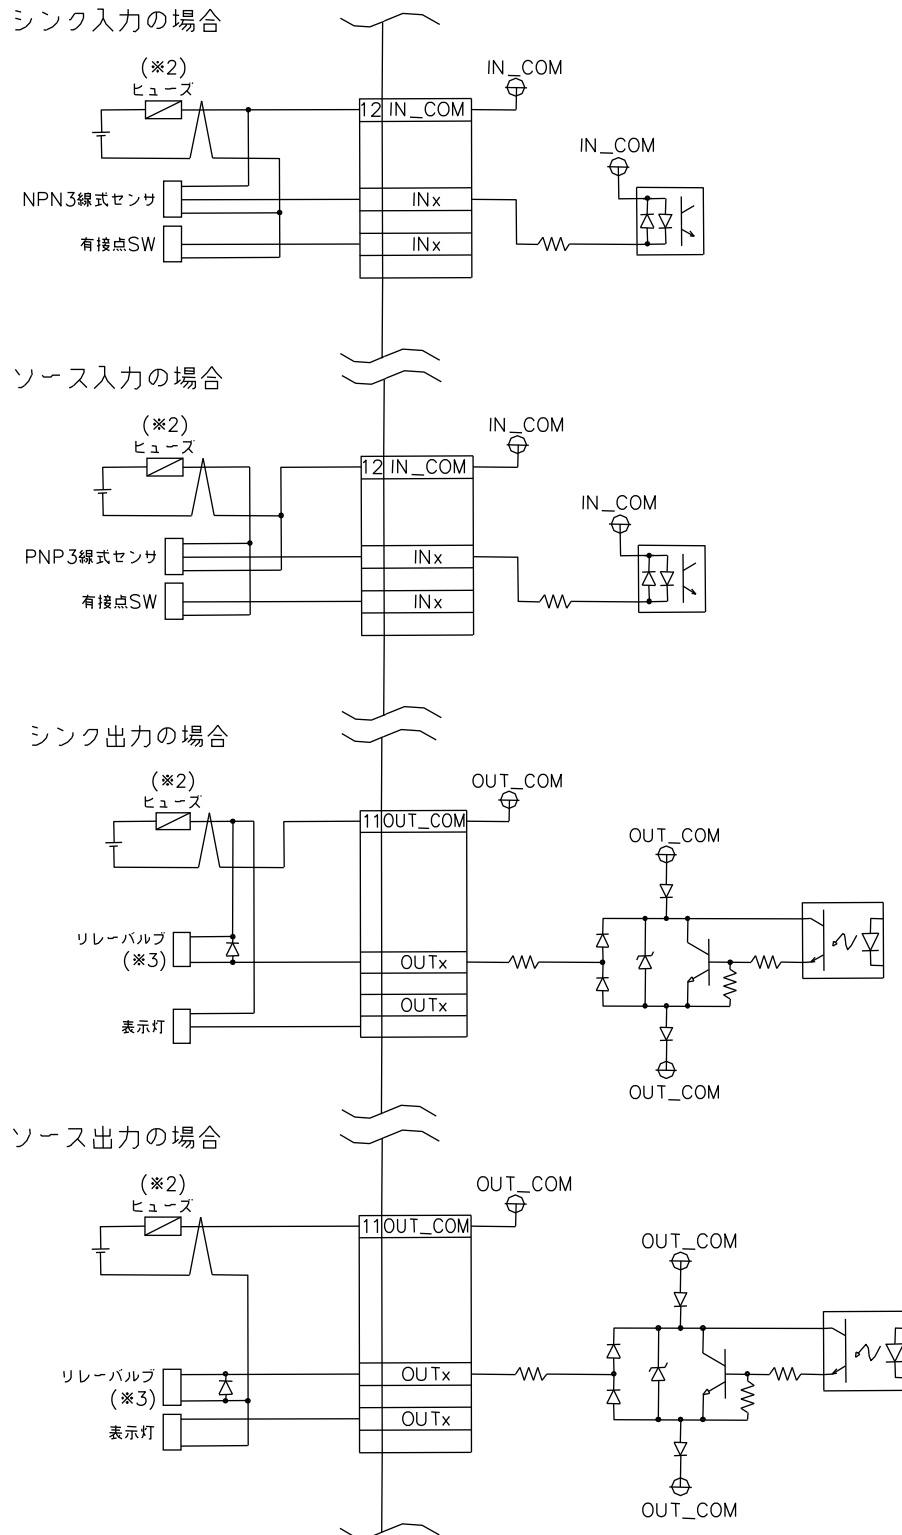 シンク入力の場合
(※2)
ヒューズ
IN_COM
12 IN_COM
IN_COM
NPN3線式センサ
INx
有接点SW
INx
ソース入力の場合
(※2)
ヒューズ
IN_COM
12 IN_COM
IN_COM
PNP3線式センサ
INx
有接点SW
INx
シンク出力の場合
(※2)
ヒューズ
OUT_COM
11 OUT_COM
OUT_COM
リレーバルブ
(※3)
OUTx
OUTx
表示灯
OUT_COM
ソース出力の場合
(※2)
ヒューズ
OUT_COM
11 OUT_COM
OUT_COM
リレーバルブ
(※3)
OUTx
表示灯
OUTx
OUT_COM